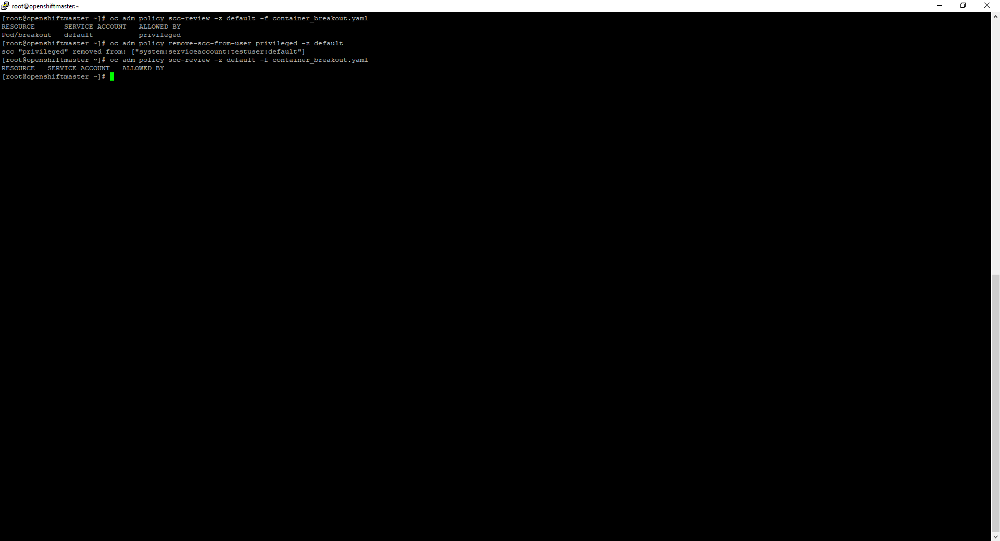 root@openshiftmaster:~
[root@openshiftmaster ~]# oc adm policy scc-review -z default -f container_breakout.yaml
RESOURCE       SERVICE ACCOUNT   ALLOWED BY
Pod/breakout   default           privileged
[root@openshiftmaster ~]# oc adm policy remove-scc-from-user privileged -z default
scc "privileged" removed from: ["system:serviceaccount:testuser:default"]
[root@openshiftmaster ~]# oc adm policy scc-review -z default -f container_breakout.yaml
RESOURCE   SERVICE ACCOUNT   ALLOWED BY
[root@openshiftmaster ~]#